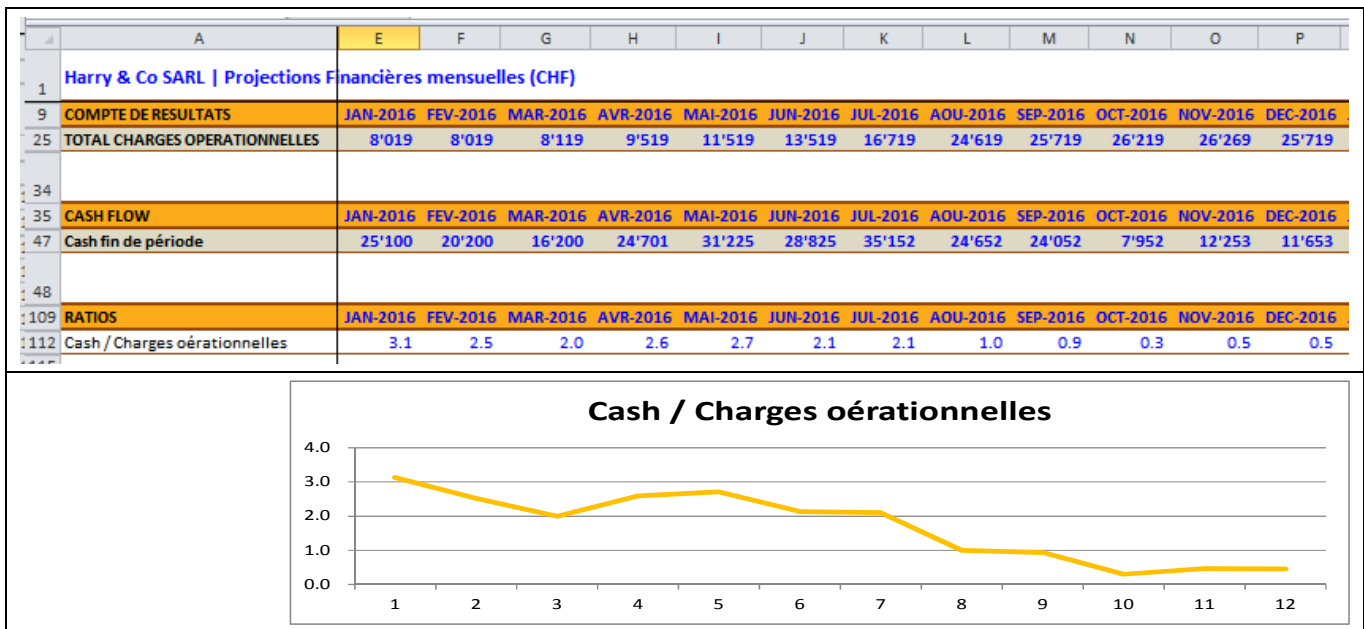 A E F G H I J K L M N O P
1 Harry & Co SARL | Projections Financières mensuelles (CHF)
9 COMPTE DE RESULTATS JAN-2016 FEV-2016 MAR-2016 AVR-2016 MAI-2016 JUN-2016 JUL-2016 AOU-2016 SEP-2016 OCT-2016 NOV-2016 DEC-2016
25 TOTAL CHARGES OPERATIONNELLES 8'019 8'019 8'119 9'519 11'519 13'519 16'719 24'619 25'719 26'219 26'269 25'719
34
35 CASH FLOW JAN-2016 FEV-2016 MAR-2016 AVR-2016 MAI-2016 JUN-2016 JUL-2016 AOU-2016 SEP-2016 OCT-2016 NOV-2016 DEC-2016
47 Cash fin de période 25'100 20'200 16'200 24'701 31'225 28'825 35'152 24'652 24'052 7'952 12'253 11'653
48
109 RATIOS JAN-2016 FEV-2016 MAR-2016 AVR-2016 MAI-2016 JUN-2016 JUL-2016 AOU-2016 SEP-2016 OCT-2016 NOV-2016 DEC-2016
112 Cash / Charges oérationnelles 3.1 2.5 2.0 2.6 2.7 2.1 2.1 1.0 0.9 0.3 0.5 0.5
Cash / Charges oérationnelles
4.0
3.0
2.0
1.0
0.0
1 2 3 4 5 6 7 8 9 10 11 12